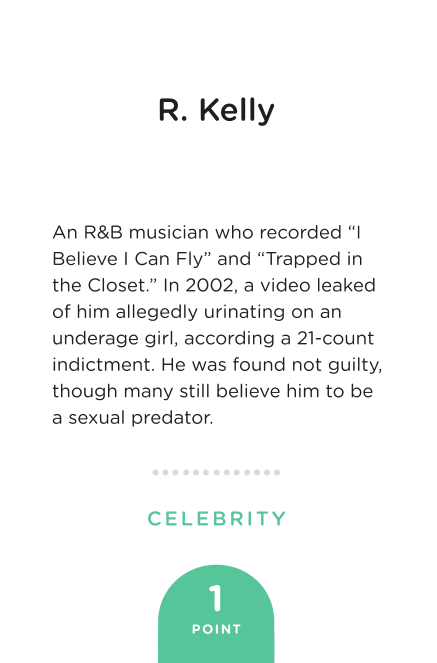 R. Kelly
An R&B musician who recorded “I
Believe I Can Fly” and “Trapped in
the Closet.” In 2002, a video leaked
of him allegedly urinating on an
underage girl, according a 21-count
indictment. He was found not guilty,
though many still believe him to be
a sexual predator.
CELEBRITY
1
POINT